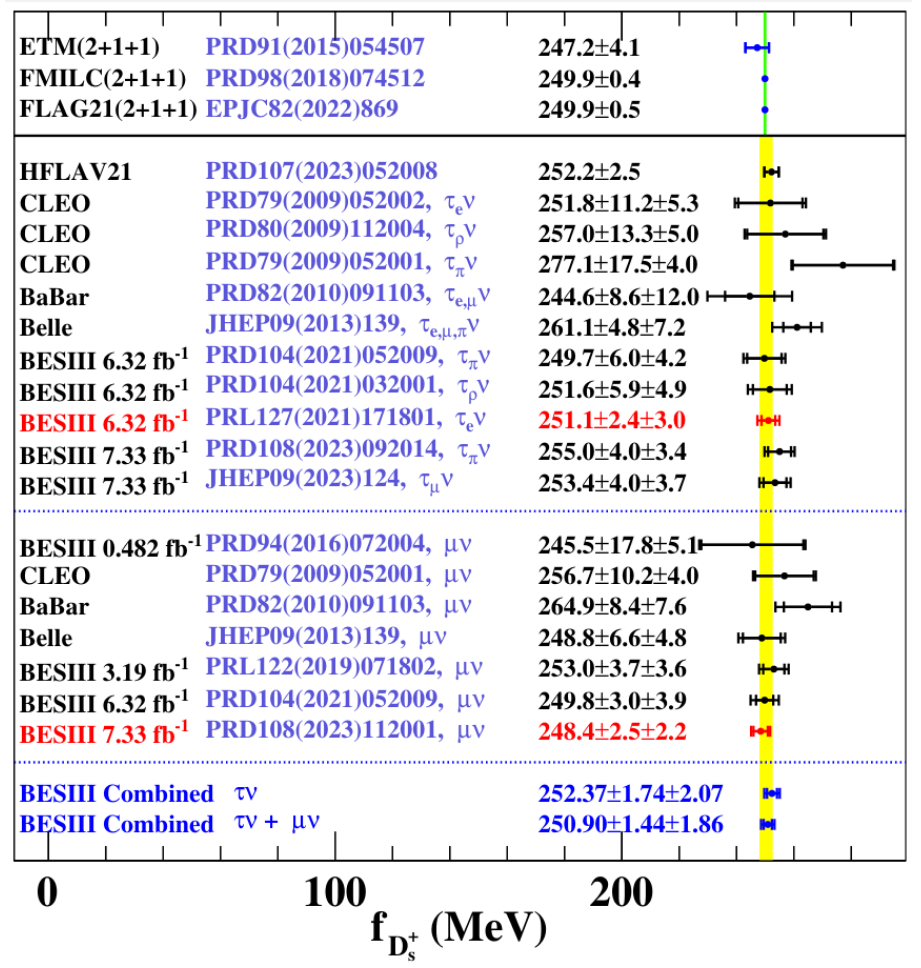 ETM(2+1+1) PRD91(2015)054507 247.2±4.1
FMILC(2+1+1) PRD98(2018)074512 249.9±0.4
FLAG21(2+1+1) EPJC82(2022)869 249.9±0.5
HFLAV21 PRD107(2023)052008 252.2±2.5
CLEO PRD79(2009)052002, τ_eν 251.8±11.2±5.3
CLEO PRD80(2009)112004, τ_ρν 257.0±13.3±5.0
CLEO PRD79(2009)052001, τ_πν 277.1±17.5±4.0
BaBar PRD82(2010)091103, τ_{e,μ}ν 244.6±8.6±12.0
Belle JHEP09(2013)139, τ_{e,μ,π}ν 261.1±4.8±7.2
BESIII 6.32 fb⁻¹ PRD104(2021)052009, τ_πν 249.7±6.0±4.2
BESIII 6.32 fb⁻¹ PRD104(2021)032001, τ_ρν 251.6±5.9±4.9
BESIII 6.32 fb⁻¹ PRL127(2021)171801, τ_eν 251.1±2.4±3.0
BESIII 7.33 fb⁻¹ PRD108(2023)092014, τ_πν 255.0±4.0±3.4
BESIII 7.33 fb⁻¹ JHEP09(2023)124, τ_μν 253.4±4.0±3.7
BESIII 0.482 fb⁻¹ PRD94(2016)072004, μν 245.5±17.8±5.1
CLEO PRD79(2009)052001, μν 256.7±10.2±4.0
BaBar PRD82(2010)091103, μν 264.9±8.4±7.6
Belle JHEP09(2013)139, μν 248.8±6.6±4.8
BESIII 3.19 fb⁻¹ PRL122(2019)071802, μν 253.0±3.7±3.6
BESIII 6.32 fb⁻¹ PRD104(2021)052009, μν 249.8±3.0±3.9
BESIII 7.33 fb⁻¹ PRD108(2023)112001, μν 248.4±2.5±2.2
BESIII Combined τν 252.37±1.74±2.07
BESIII Combined τν + μν 250.90±1.44±1.86
0 100 200
f_{D_s^+} (MeV)